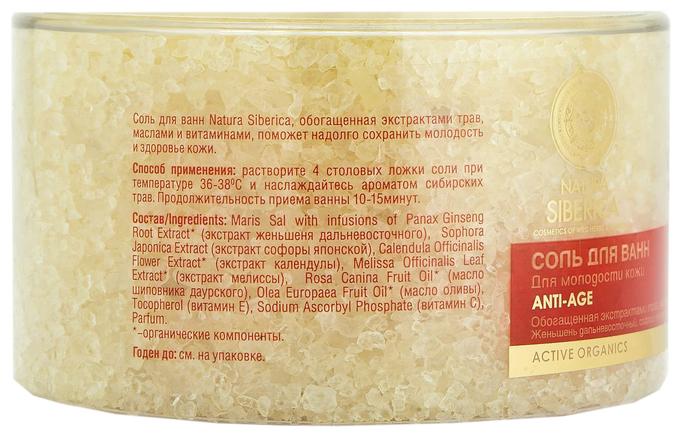 Соль для ванн Natura Siberica, обогащенная экстрактами трав,
маслами и витаминами, поможет надолго сохранить молодость
и здоровье кожи.
Способ применения: растворите 4 столовых ложки соли при
температуре 36-38ºС и наслаждайтесь ароматом сибирских
трав. Продолжительность приема ванны 10-15минут.
Состав/Ingredients: Maris Sal with infusions of Panax Ginseng
Root Extract* (экстракт женьшеня дальневосточного), Sophora
Japonica Extract (экстракт софоры японской), Calendula Officinalis
Flower Extract* (экстракт календулы), Melissa Officinalis Leaf
Extract* (экстракт мелиссы), Rosa Canina Fruit Oil* (масло
шиповника даурского), Olea Europaea Fruit Oil* (масло оливы),
Tocopherol (витамин Е), Sodium Ascorbyl Phosphate (витамин С),
Parfum.
*-органические компоненты.
Годен до: см. на упаковке.
SIBERICA
COSMETICS OF WILD HERBS
СОЛЬ ДЛЯ ВАНН
Для молодости кожи
ANTI-AGE
Обогащенная экстрактами
Женьшень дальневосточный,
ACTIVE ORGANICS